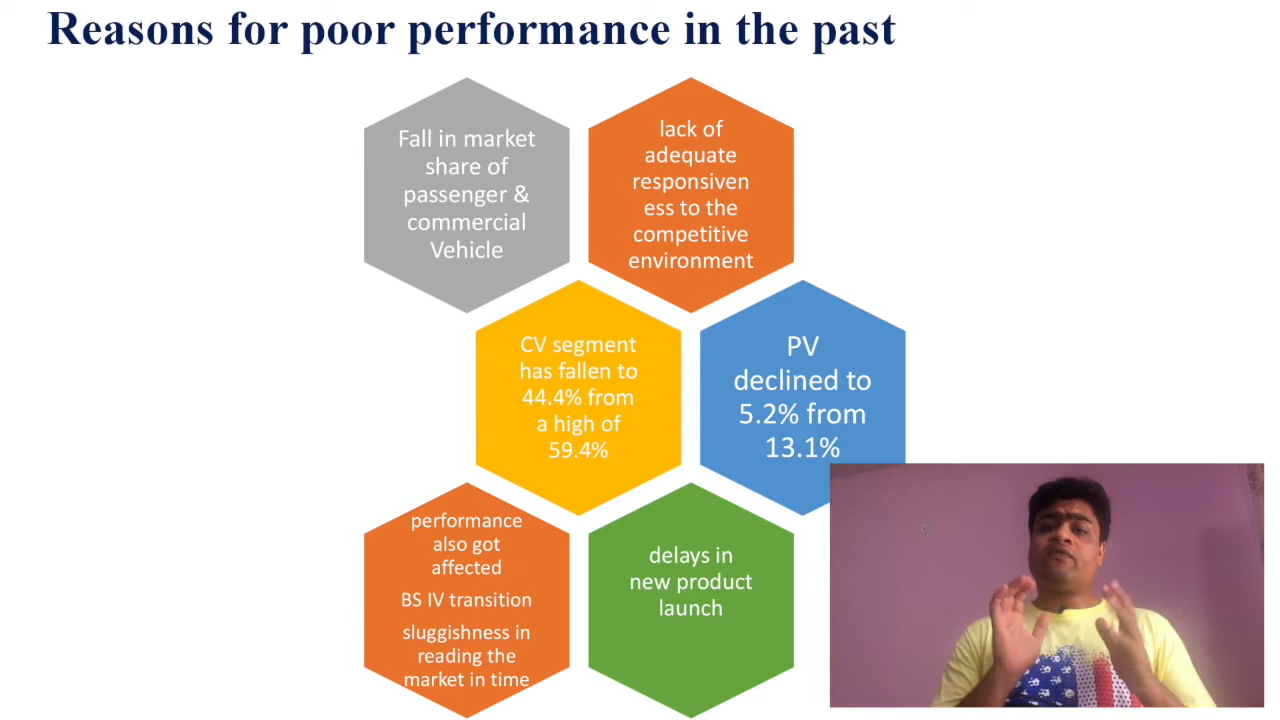 Reasons for poor performance in the past
Fall in market
share of
passenger &
commercial
Vehicle
lack of
adequate
responsiven
ess to the
competitive
environment
CV segment
has fallen to
44.4% from
a high of
59.4%
PV
declined to
5.2% from
13.1%
performance
also got
affected
BS IV transition
sluggishness in
reading the
market in time
delays in
new product
launch